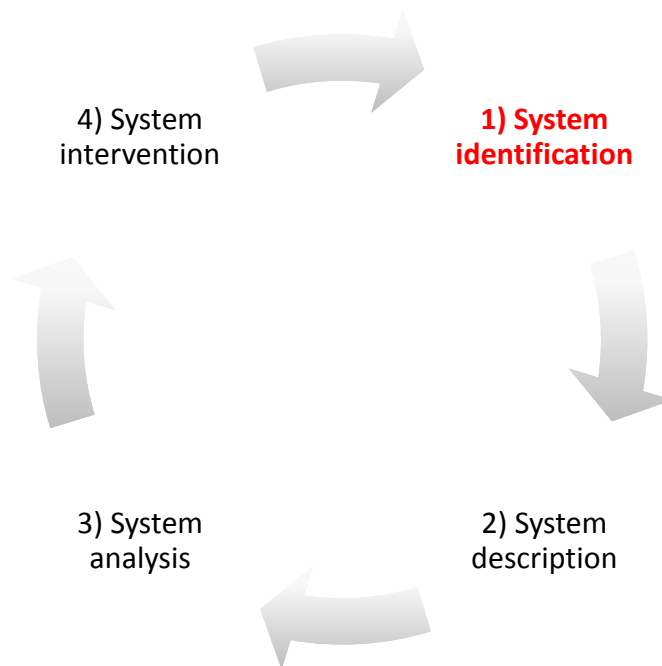 4) System
intervention
1) System
identification
3) System
analysis
2) System
description